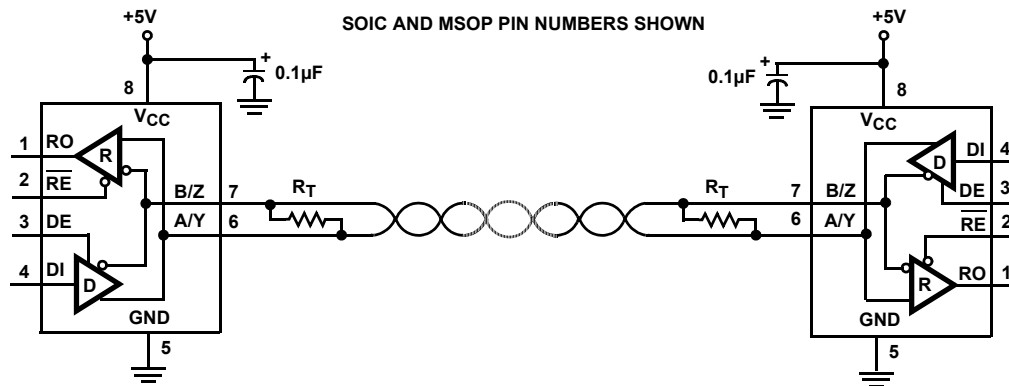 SOIC AND MSOP PIN NUMBERS SHOWN
+5V
+
0.1µF
8
VCC
1 RO
R
2 RE
3 DE
4 DI
D
B/Z 7
A/Y 6
GND
5
RT
RT
+5V
+
0.1µF
8
VCC
DI 4
D
DE 3
RE 2
7 B/Z
6 A/Y
RO 1
R
GND
5